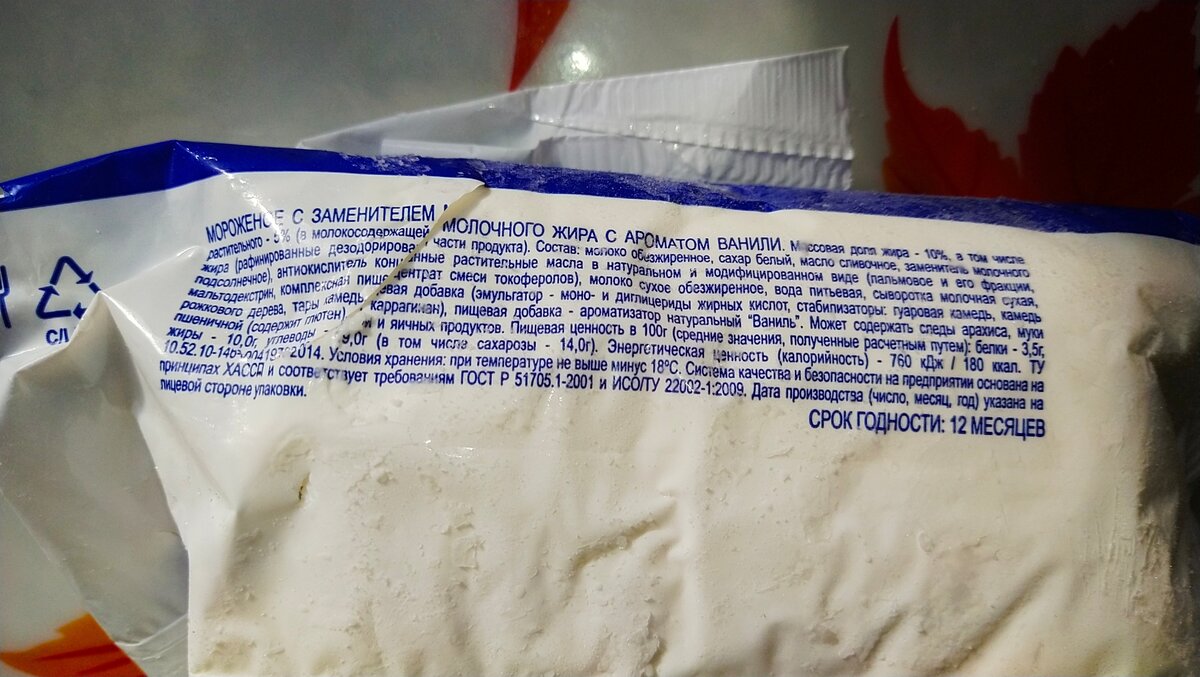 МОРОЖЕНОЕ С ЗАМЕНИТЕЛЕМ МОЛОЧНОГО ЖИРА С АРОМАТОМ ВАНИЛИ. Массовая доля жира - 10%, в том числе
растительного - 5% (в молокосодержащей части продукта). Состав: молоко обезжиренное, сахар белый, масло сливочное, заменитель молочного
жира (рафинированные дезодорированные растительные масла в натуральном и модифицированном виде (пальмовое и его фракции,
подсолнечное), антиокислитель концентрат смеси токоферолов), молоко сухое обезжиренное, вода питьевая, сыворотка молочная сухая,
мальтодекстрин, комплексная пищевая добавка (эмульгатор - моно- и диглицериды жирных кислот, стабилизаторы: гуаровая камедь, камедь
рожкового дерева, тары камедь, каррагинан), пищевая добавка - ароматизатор натуральный "Ваниль". Может содержать следы арахиса, муки
пшеничной (содержит глютен) и яичных продуктов. Пищевая ценность в 100г (средние значения, полученные расчетным путем): белки - 3,5г,
жиры - 10,0г, углеводы - 9,0г (в том числе сахарозы - 14,0г). Энергетическая ценность (калорийность) - 760 кДж / 180 ккал. ТУ
2014. Условия хранения: при температуре не выше минус 18°С. Система качества и безопасности на предприятии основана на
принципах ХАССП и соответствует требованиям ГОСТ Р 51705.1-2001 и ИСО/ТУ 22002-1:2009. Дата производства (число, месяц, год) указана на
лицевой стороне упаковки.
СРОК ГОДНОСТИ: 12 МЕСЯЦЕВ
С/